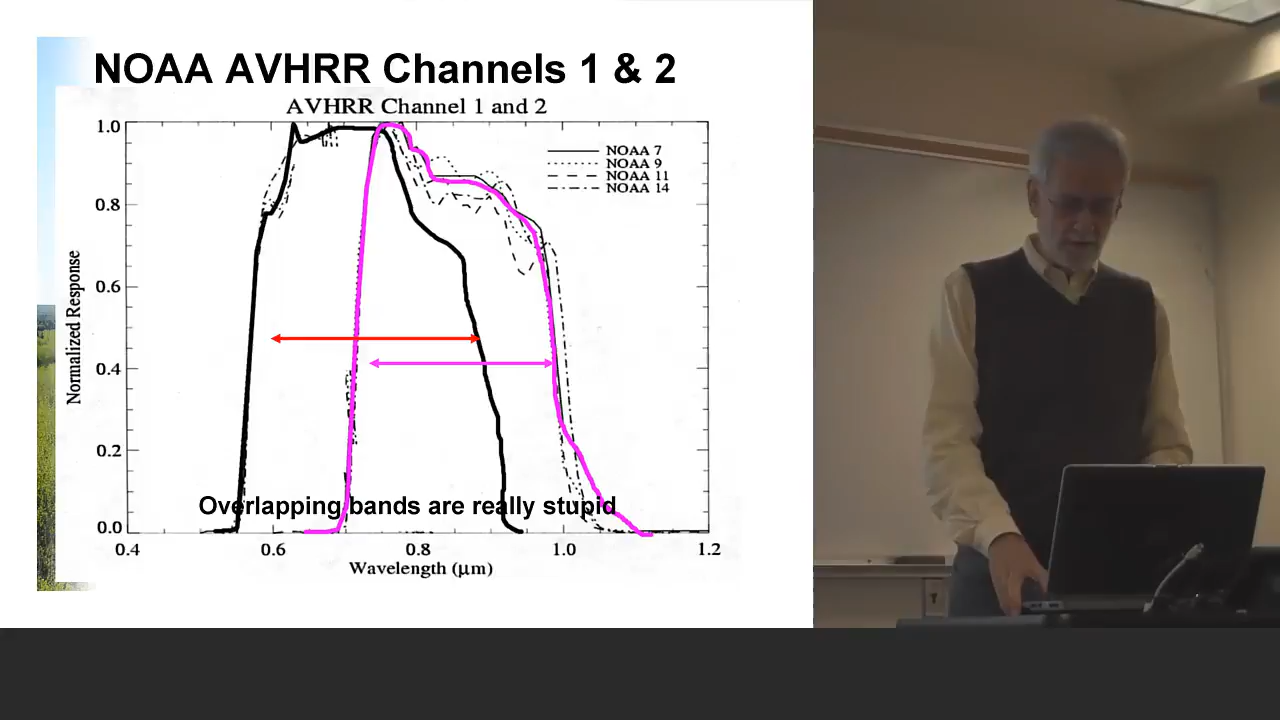 NOAA AVHRR Channels 1 & 2
AVHRR Channel 1 and 2
1.0
0.8
0.6
0.4
0.2
0.0
Normalized Response
NOAA 7
NOAA 9
NOAA 11
NOAA 14
Overlapping bands are really stupid
0.4 0.6 0.8 1.0 1.2
Wavelength (μm)